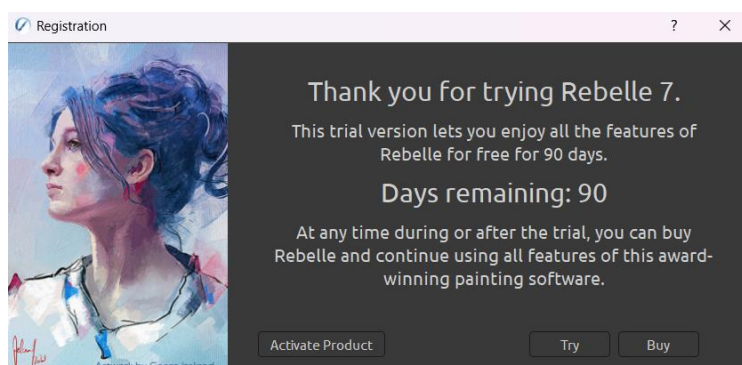 Registration
Thank you for trying Rebelle 7.
This trial version lets you enjoy all the features of
Rebelle for free for 90 days.
Days remaining: 90
At any time during or after the trial, you can buy
Rebelle and continue using all features of this award-
winning painting software.
Activate Product
Try
Buy